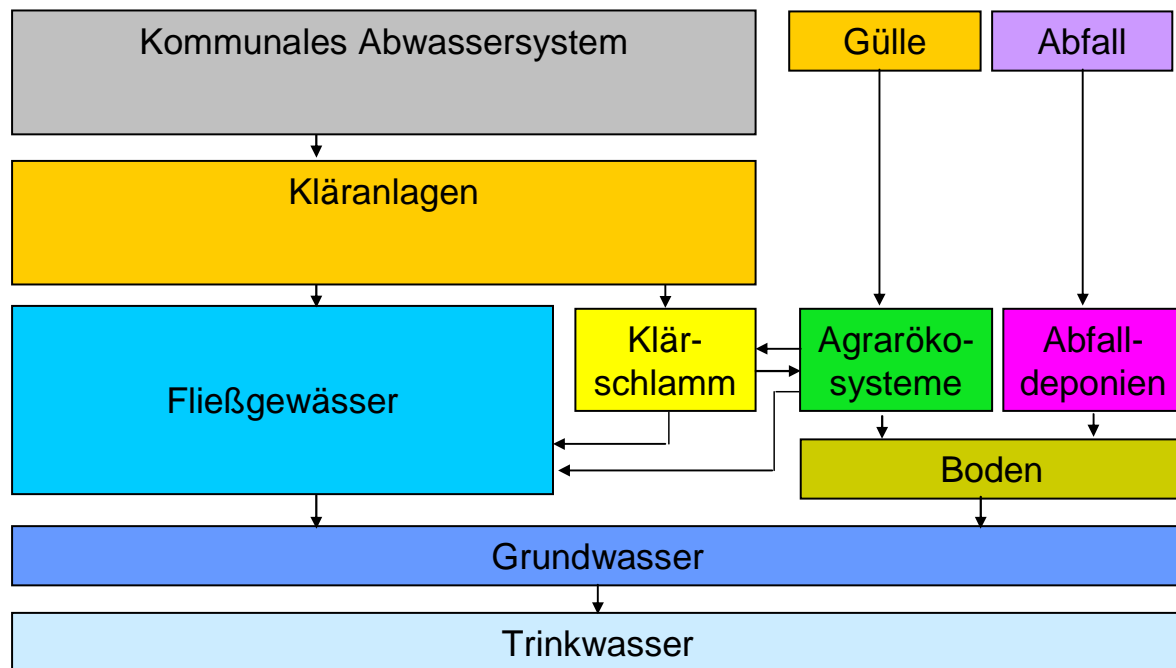 Kommunales Abwassersystem
Gülle
Abfall
Kläranlagen
Fließgewässer
Klär-
schlamm
Agraröko-
systeme
Abfall-
deponien
Boden
Grundwasser
Trinkwasser